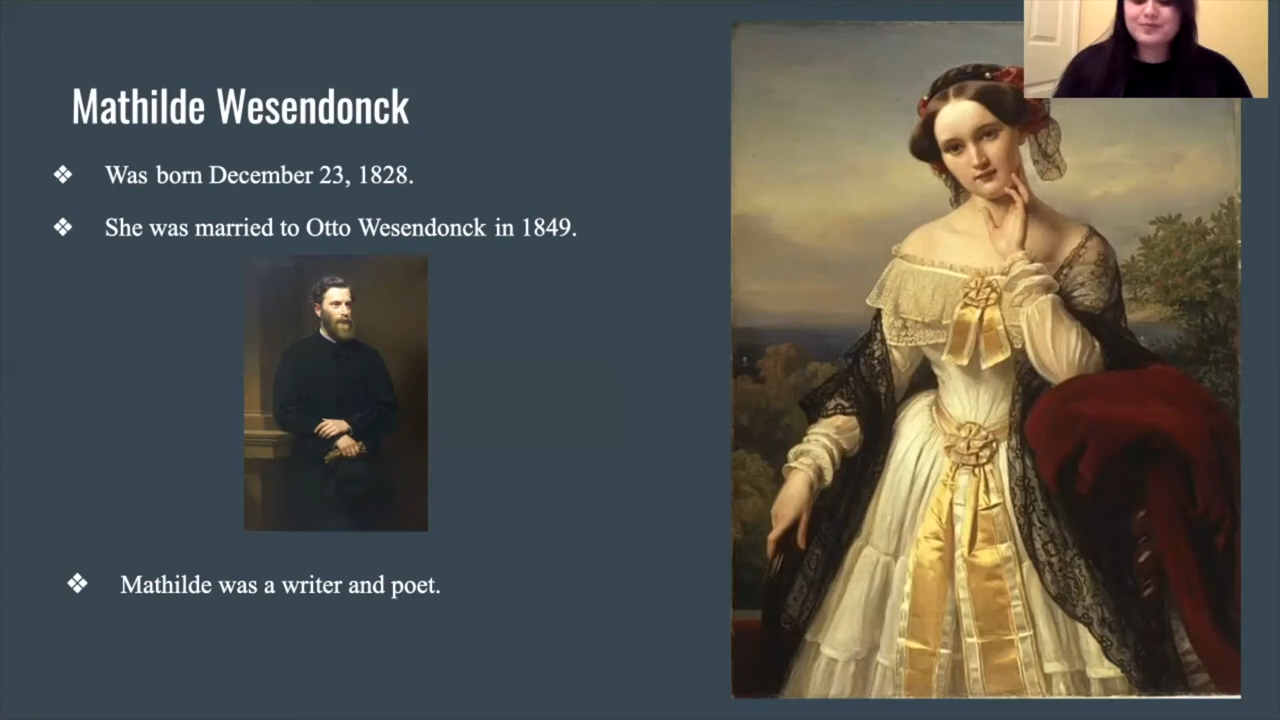 Mathilde Wesendonck
❖ Was born December 23, 1828.
❖ She was married to Otto Wesendonck in 1849.
❖ Mathilde was a writer and poet.